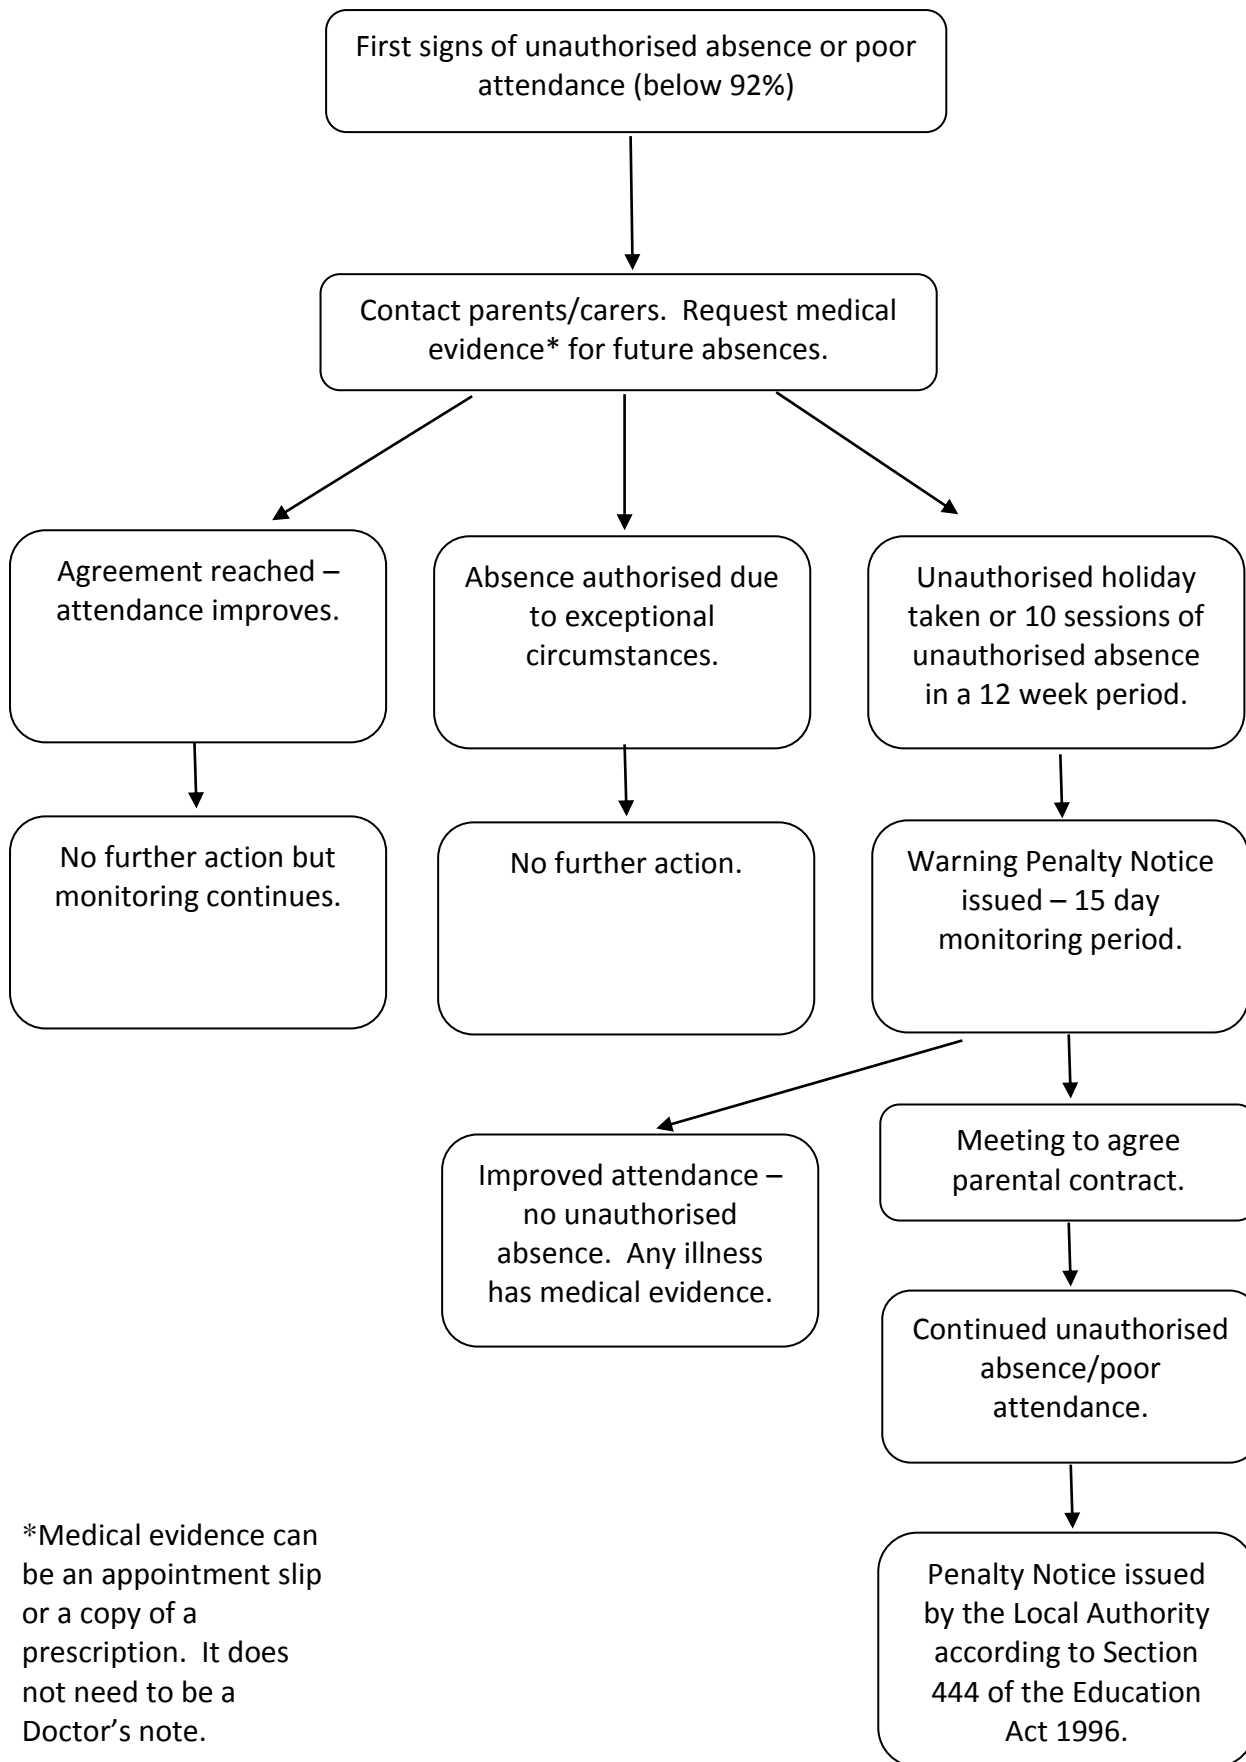 First signs of unauthorised absence or poor
attendance (below 92%)
Contact parents/carers.  Request medical
evidence* for future absences.
Agreement reached –
attendance improves.
Absence authorised due
to exceptional
circumstances.
Unauthorised holiday
taken or 10 sessions of
unauthorised absence
in a 12 week period.
No further action but
monitoring continues.
No further action.
Warning Penalty Notice
issued – 15 day
monitoring period.
Improved attendance –
no unauthorised
absence.  Any illness
has medical evidence.
Meeting to agree
parental contract.
Continued unauthorised
absence/poor
attendance.
*Medical evidence can
be an appointment slip
or a copy of a
prescription.  It does
not need to be a
Doctor’s note.
Penalty Notice issued
by the Local Authority
according to Section
444 of the Education
Act 1996.